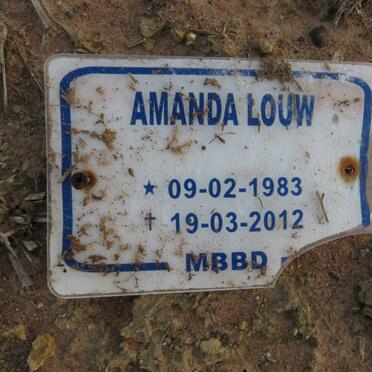 AMANDA LOUW
★ 09-02-1983
† 19-03-2012
MBBD